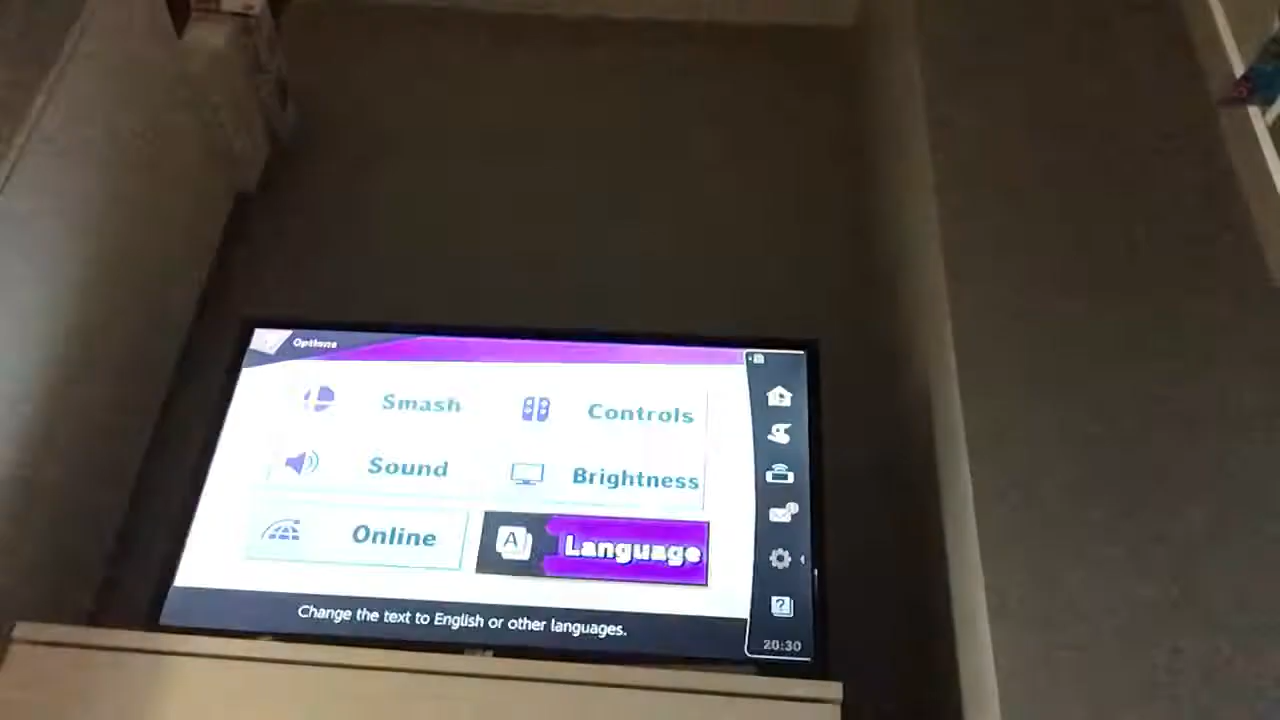 Options
Smash
Controls
Sound
Brightness
Online
A
Language
Change the text to English or other languages.
?
20:30